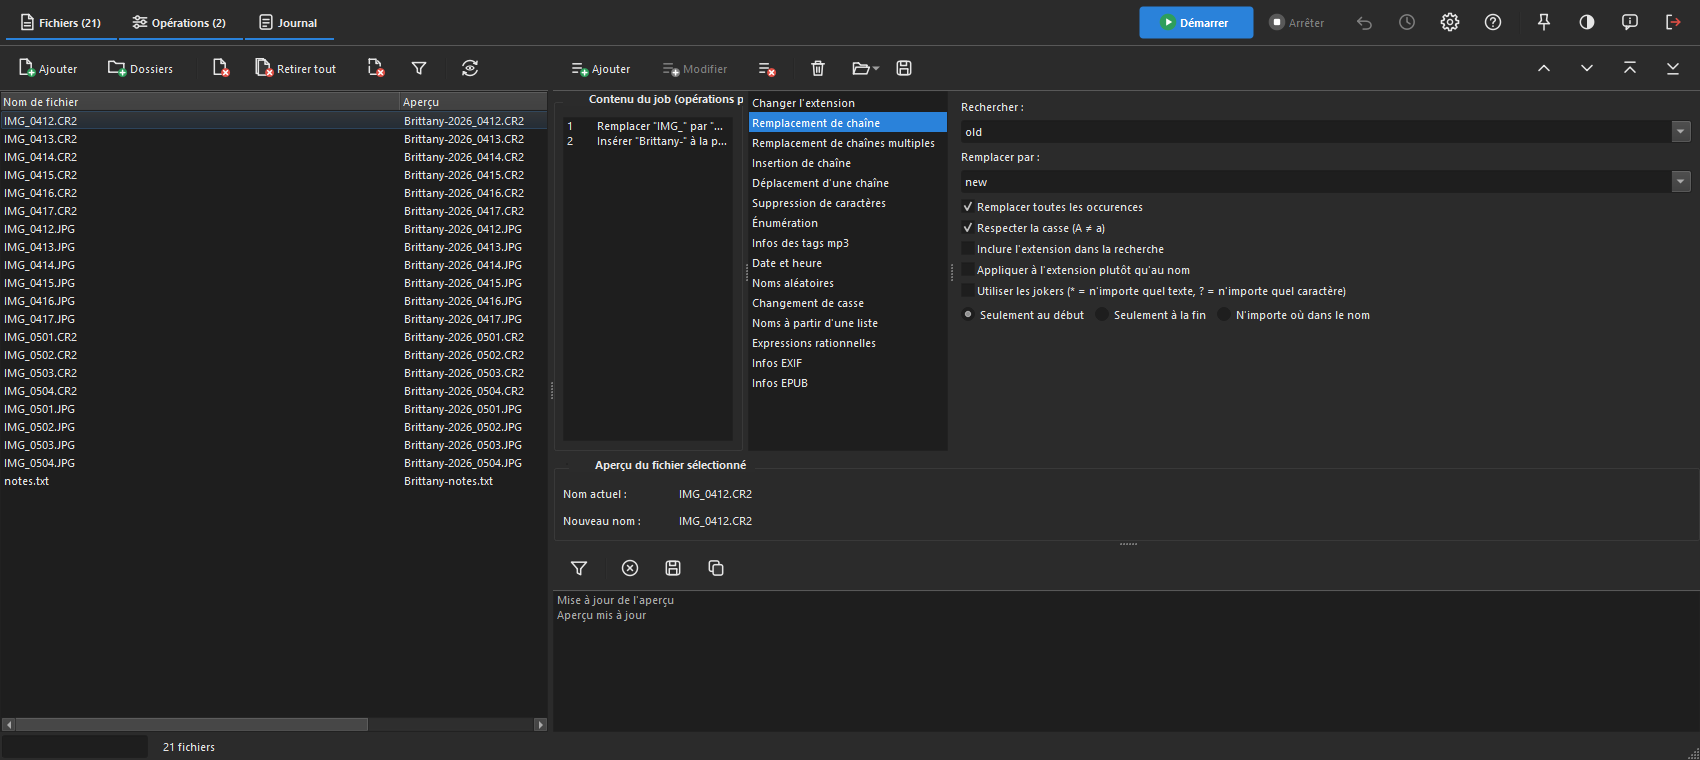 Fichiers (21)
Opérations (2)
Journal
Démarrer
Arrêter
Ajouter
Dossiers
Retirer tout
Ajouter
Modifier
Nom de fichier Aperçu
IMG_0412.CR2 Brittany-2026_0412.CR2
IMG_0413.CR2 Brittany-2026_0413.CR2
IMG_0414.CR2 Brittany-2026_0414.CR2
IMG_0415.CR2 Brittany-2026_0415.CR2
IMG_0416.CR2 Brittany-2026_0416.CR2
IMG_0417.CR2 Brittany-2026_0417.CR2
IMG_0412.JPG Brittany-2026_0412.JPG
IMG_0413.JPG Brittany-2026_0413.JPG
IMG_0414.JPG Brittany-2026_0414.JPG
IMG_0415.JPG Brittany-2026_0415.JPG
IMG_0416.JPG Brittany-2026_0416.JPG
IMG_0417.JPG Brittany-2026_0417.JPG
IMG_0501.CR2 Brittany-2026_0501.CR2
IMG_0502.CR2 Brittany-2026_0502.CR2
IMG_0503.CR2 Brittany-2026_0503.CR2
IMG_0504.CR2 Brittany-2026_0504.CR2
IMG_0501.JPG Brittany-2026_0501.JPG
IMG_0502.JPG Brittany-2026_0502.JPG
IMG_0503.JPG Brittany-2026_0503.JPG
IMG_0504.JPG Brittany-2026_0504.JPG
notes.txt Brittany-notes.txt
Contenu du job (opérations p
1 Remplacer "IMG_" par "...
2 Insérer "Brittany-" à la p...
Changer l'extension
Remplacement de chaîne
Remplacement de chaînes multiples
Insertion de chaîne
Déplacement d'une chaîne
Suppression de caractères
Énumération
Infos des tags mp3
Date et heure
Noms aléatoires
Changement de casse
Noms à partir d'une liste
Expressions rationnelles
Infos EXIF
Infos EPUB
Rechercher :
old
Remplacer par :
new
Remplacer toutes les occurences
Respecter la casse (A ≠ a)
Inclure l'extension dans la recherche
Appliquer à l'extension plutôt qu'au nom
Utiliser les jokers (* = n'importe quel texte, ? = n'importe quel caractère)
Seulement au début Seulement à la fin N'importe où dans le nom
Aperçu du fichier sélectionné
Nom actuel : IMG_0412.CR2
Nouveau nom : IMG_0412.CR2
Mise à jour de l'aperçu
Aperçu mis à jour
21 fichiers